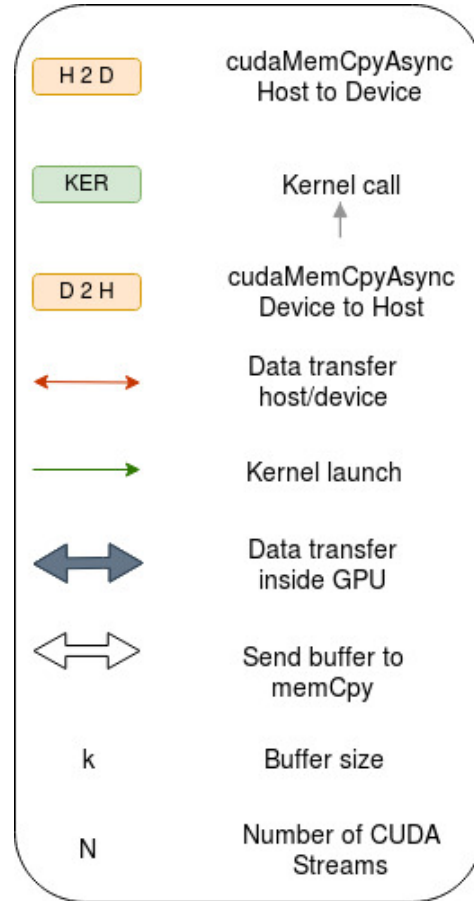 H 2 D
cudaMemCpyAsync
Host to Device
KER
Kernel call
D 2 H
cudaMemCpyAsync
Device to Host
Data transfer
host/device
Kernel launch
Data transfer
inside GPU
Send buffer to
memCpy
k
Buffer size
N
Number of CUDA
Streams